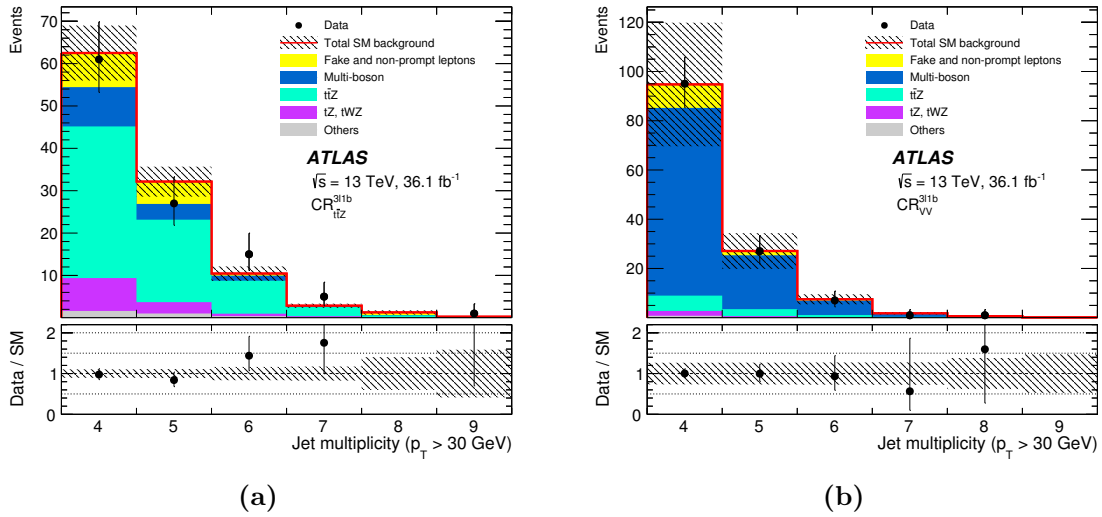 Events
70
60
50
40
30
20
10
Data
Total SM background
Fake and non-prompt leptons
Multi-boson
tt̄Z
tZ, tWZ
Others
ATLAS
√s = 13 TeV, 36.1 fb⁻¹
CR³ˡ¹ᵇ tt̄Z
Data / SM
2
1
0
4 5 6 7 8 9
Jet multiplicity (p_T > 30 GeV)
(a)
Events
120
100
80
60
40
20
Data
Total SM background
Fake and non-prompt leptons
Multi-boson
tt̄Z
tZ, tWZ
Others
ATLAS
√s = 13 TeV, 36.1 fb⁻¹
CR³ˡ¹ᵇ VV
Data / SM
2
1
0
4 5 6 7 8 9
Jet multiplicity (p_T > 30 GeV)
(b)